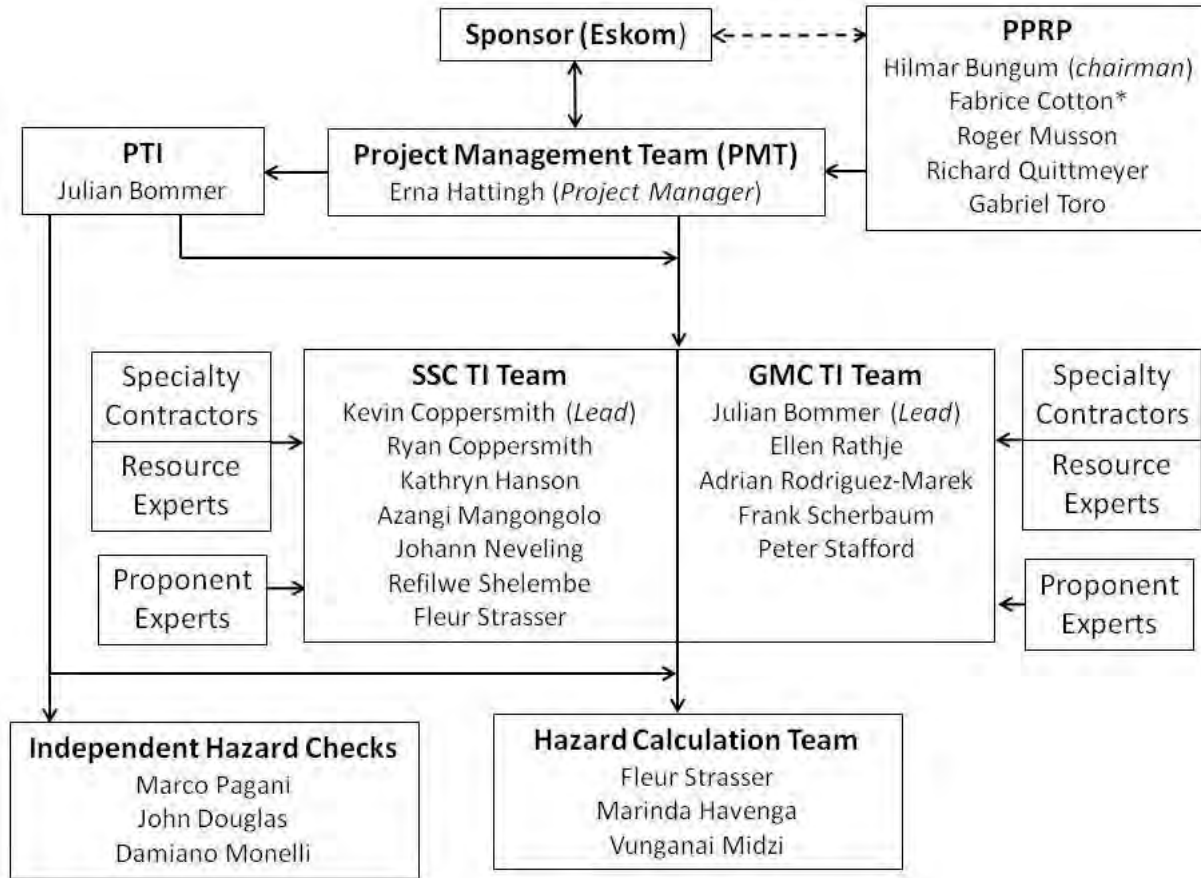 Sponsor (Eskom)
PPRP
Hilmar Bungum (chairman)
Fabrice Cotton*
Roger Musson
Richard Quittmeyer
Gabriel Toro
PTI
Julian Bommer
Project Management Team (PMT)
Erna Hattingh (Project Manager)
Specialty
Contractors
Resource
Experts
Proponent
Experts
SSC TI Team
Kevin Coppersmith (Lead)
Ryan Coppersmith
Kathryn Hanson
Azangi Mangongolo
Johann Neveling
Refilwe Shelembe
Fleur Strasser
GMC TI Team
Julian Bommer (Lead)
Ellen Rathje
Adrian Rodriguez-Marek
Frank Scherbaum
Peter Stafford
Specialty
Contractors
Resource
Experts
Proponent
Experts
Independent Hazard Checks
Marco Pagani
John Douglas
Damiano Monelli
Hazard Calculation Team
Fleur Strasser
Marinda Havenga
Vunganai Midzi